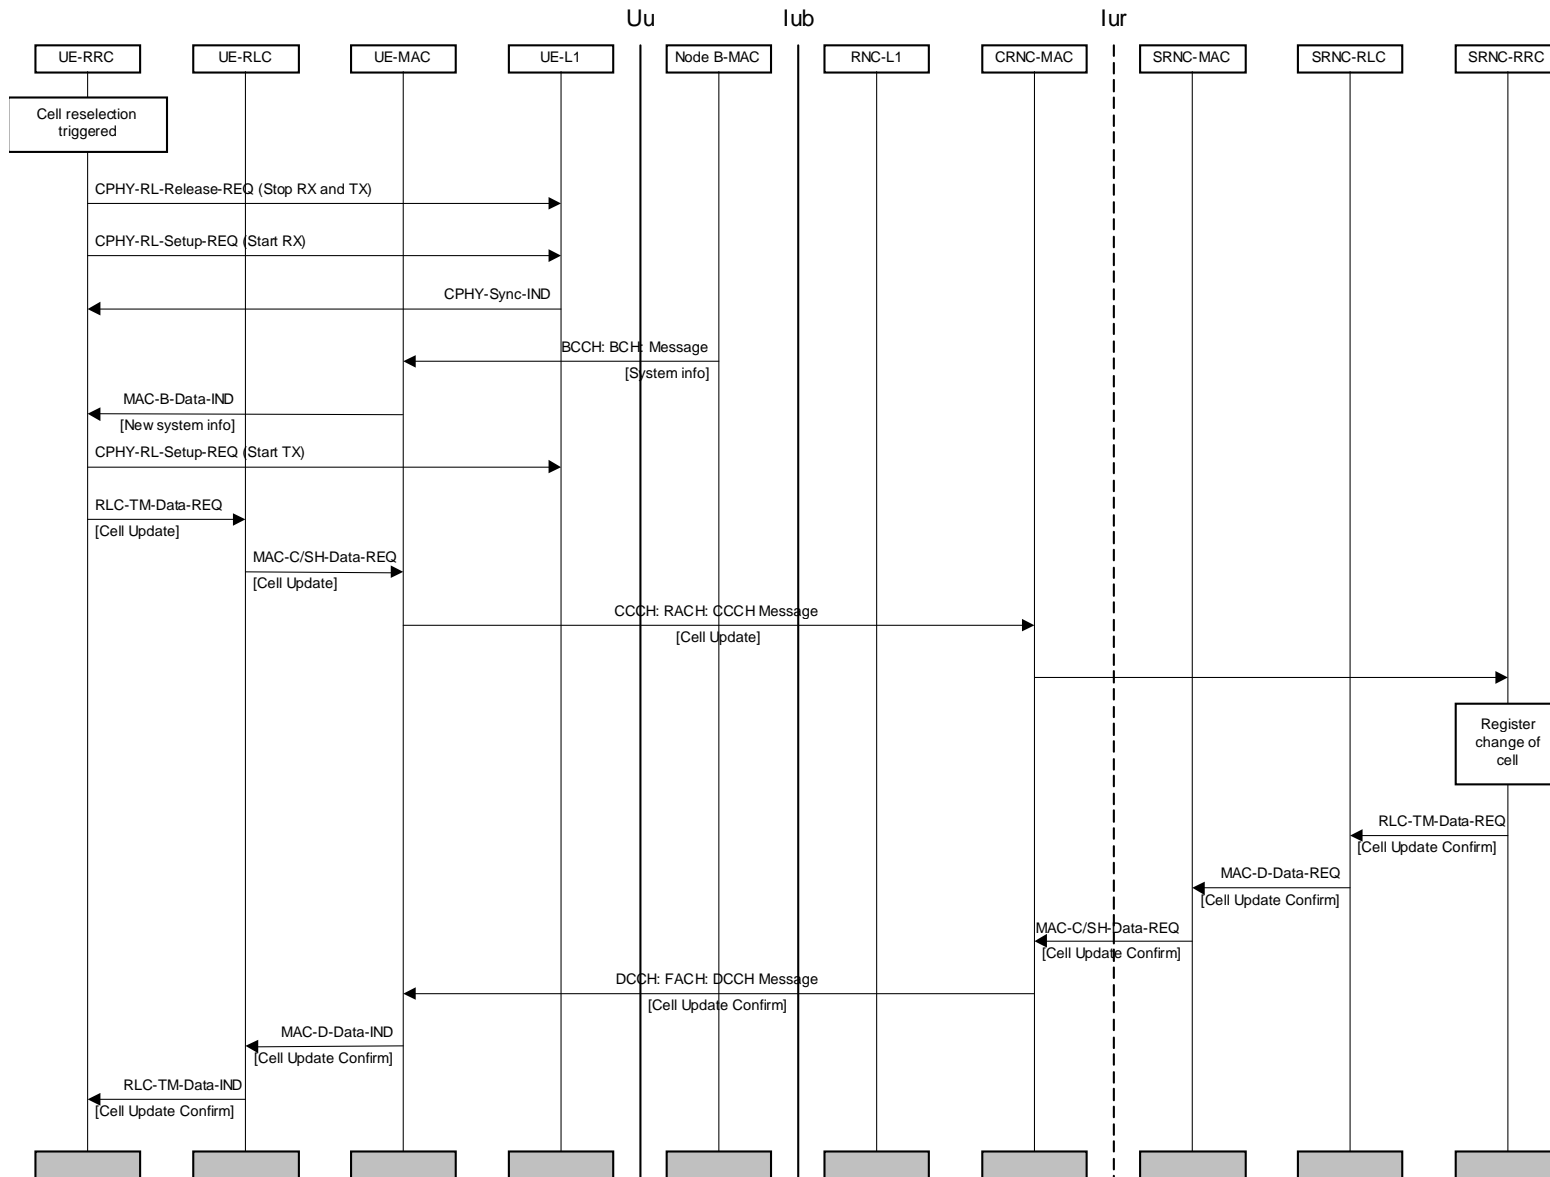 Uu
Iub
Iur
UE-RRC
UE-RLC
UE-MAC
UE-L1
Node B-MAC
RNC-L1
CRNC-MAC
SRNC-MAC
SRNC-RLC
SRNC-RRC
Cell reselection
triggered
CPHY-RL-Release-REQ (Stop RX and TX)
CPHY-RL-Setup-REQ (Start RX)
CPHY-Sync-IND
BCCH: BCH: Message
[System info]
MAC-B-Data-IND
[New system info]
CPHY-RL-Setup-REQ (Start TX)
RLC-TM-Data-REQ
[Cell Update]
MAC-C/SH-Data-REQ
[Cell Update]
CCCH: RACH: CCCH Message
[Cell Update]
Register
change of
cell
RLC-TM-Data-REQ
[Cell Update Confirm]
MAC-D-Data-REQ
[Cell Update Confirm]
MAC-C/SH-Data-REQ
[Cell Update Confirm]
DCCH: FACH: DCCH Message
[Cell Update Confirm]
MAC-D-Data-IND
[Cell Update Confirm]
RLC-TM-Data-IND
[Cell Update Confirm]